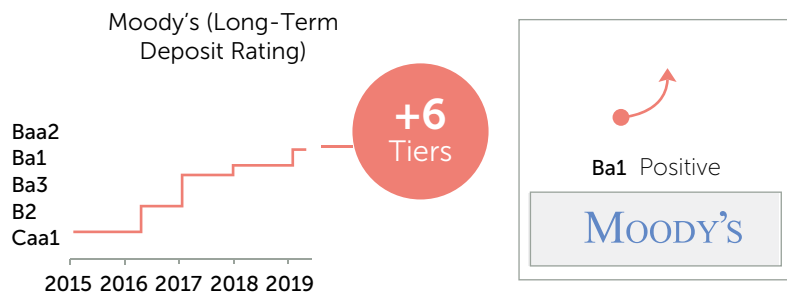 Moody's (Long-Term
Deposit Rating)
Baa2
Ba1
Ba3
B2
Caa1
2015 2016 2017 2018 2019
+6
Tiers
Ba1 Positive
MOODY'S